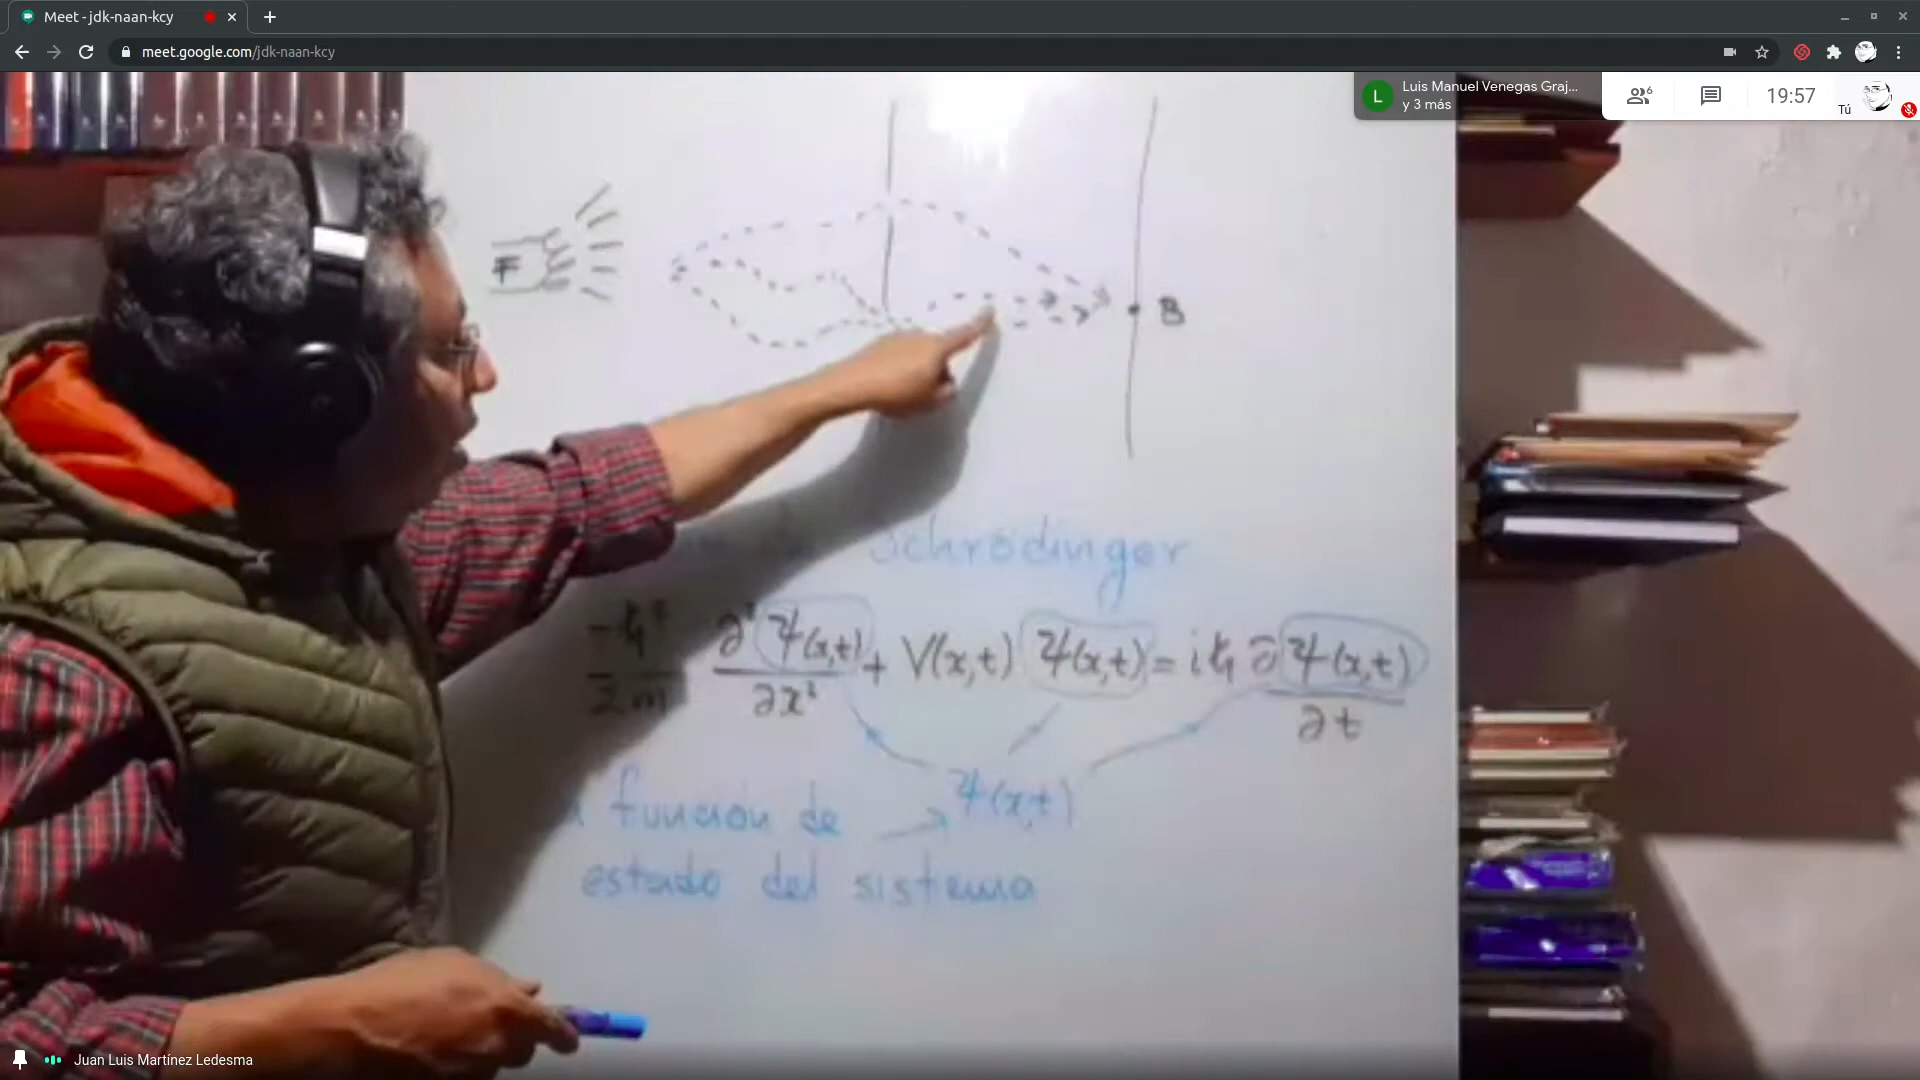 Meet - jdk-naan-kcy
meet.google.com/jdk-naan-kcy
L
Luis Manuel Venegas Graj...
y 3 más
6
19:57
Tú
F
B
Schrödinger
-ħ²/2m ∂²Ψ(x,t)/∂x² + V(x,t) Ψ(x,t) = iħ ∂Ψ(x,t)/∂t
función de → Ψ(x,t)
estado del sistema
Juan Luis Martínez Ledesma